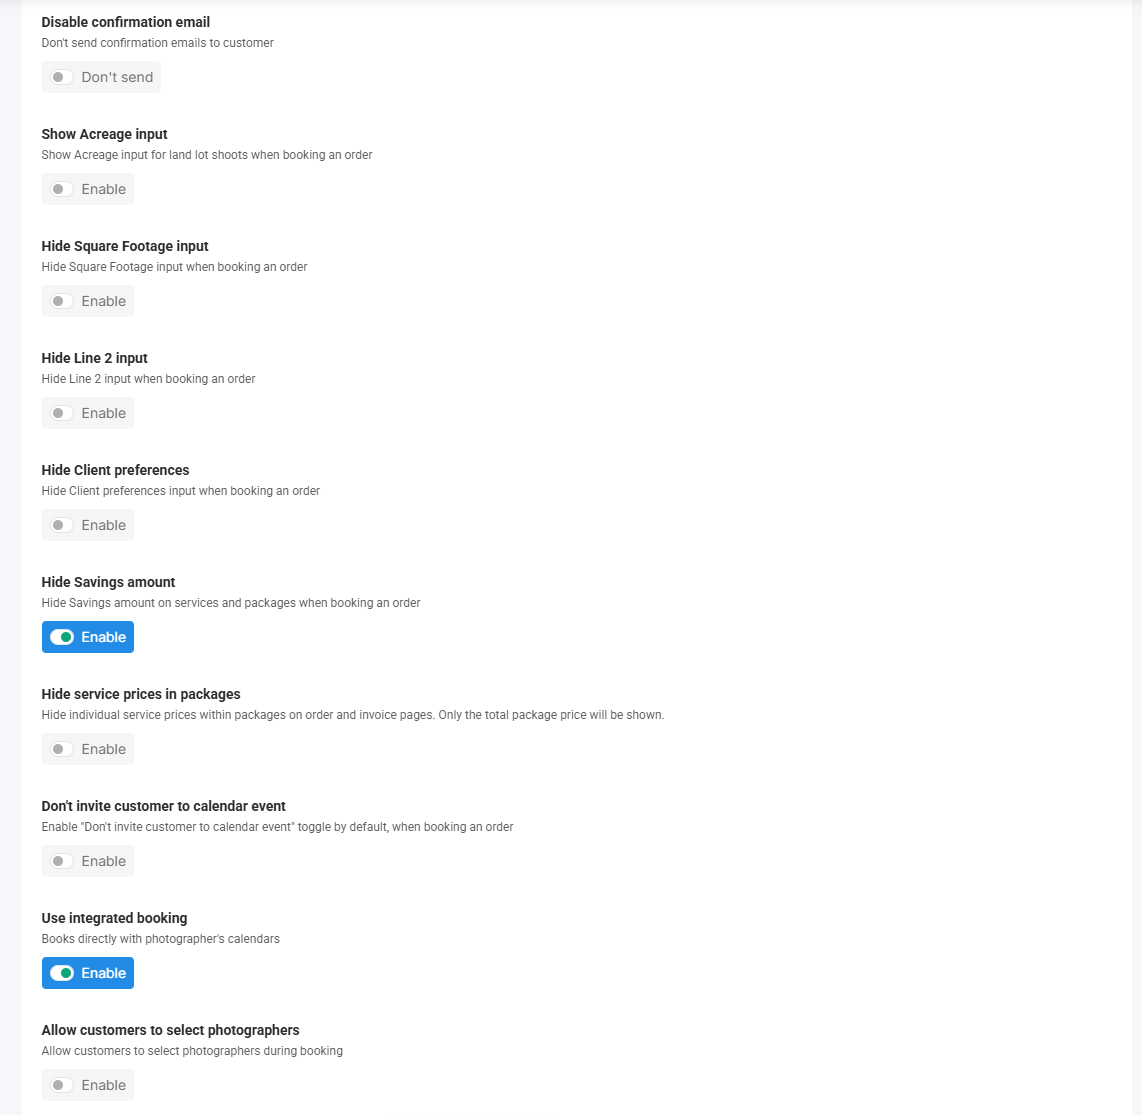 Disable confirmation email
Don't send confirmation emails to customer
Don't send
Show Acreage input
Show Acreage input for land lot shoots when booking an order
Enable
Hide Square Footage input
Hide Square Footage input when booking an order
Enable
Hide Line 2 input
Hide Line 2 input when booking an order
Enable
Hide Client preferences
Hide Client preferences input when booking an order
Enable
Hide Savings amount
Hide Savings amount on services and packages when booking an order
Enable
Hide service prices in packages
Hide individual service prices within packages on order and invoice pages. Only the total package price will be shown.
Enable
Don't invite customer to calendar event
Enable "Don't invite customer to calendar event" toggle by default, when booking an order
Enable
Use integrated booking
Books directly with photographer's calendars
Enable
Allow customers to select photographers
Allow customers to select photographers during booking
Enable